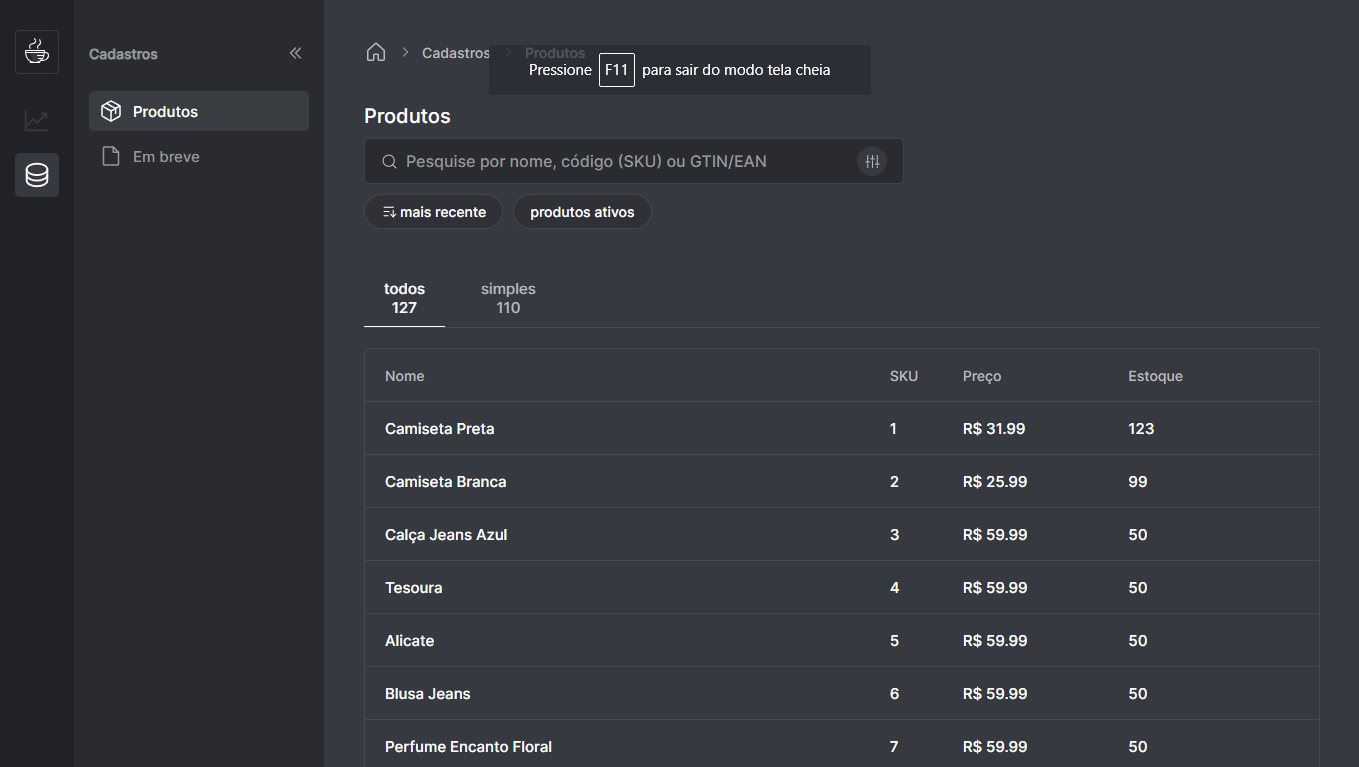 Cadastros
Produtos
Em breve
Cadastros Produtos
Pressione F11 para sair do modo tela cheia
Produtos
Pesquise por nome, código (SKU) ou GTIN/EAN
mais recente produtos ativos
todos simples
127 110
Nome SKU Preço Estoque
Camiseta Preta 1 R$ 31.99 123
Camiseta Branca 2 R$ 25.99 99
Calça Jeans Azul 3 R$ 59.99 50
Tesoura 4 R$ 59.99 50
Alicate 5 R$ 59.99 50
Blusa Jeans 6 R$ 59.99 50
Perfume Encanto Floral 7 R$ 59.99 50